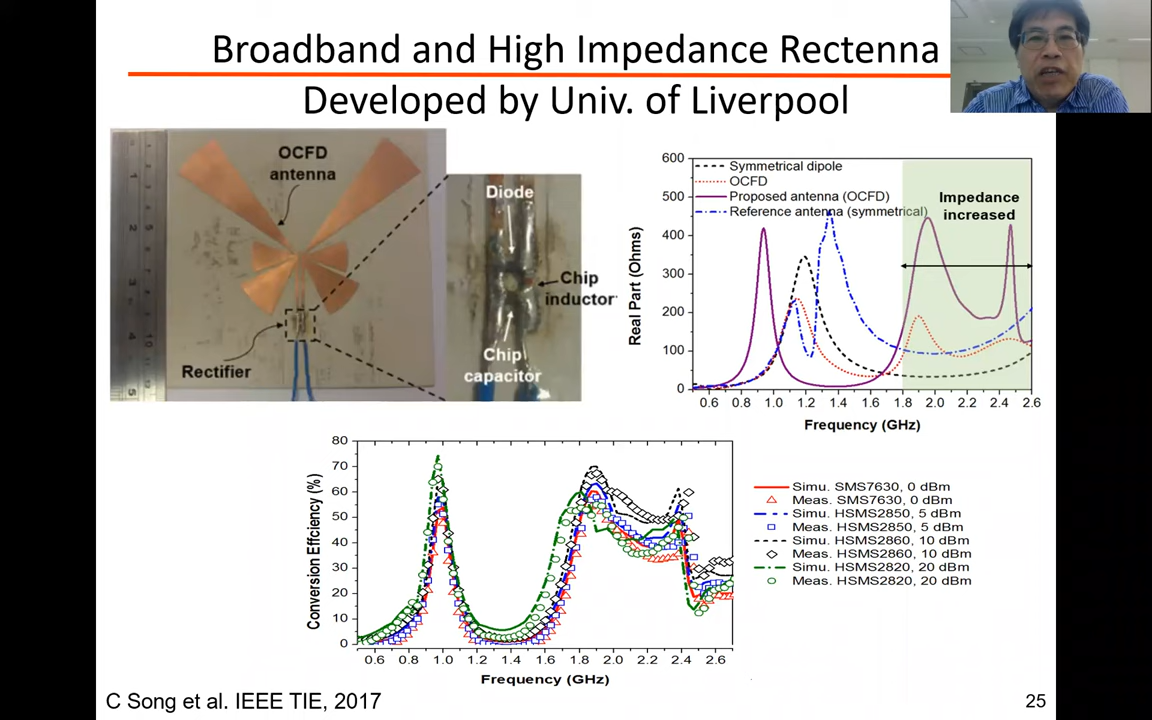 Broadband and High Impedance Rectenna
Developed by Univ. of Liverpool
OCFD
antenna
Rectifier
Diode
Chip
inductor
Chip
capacitor
600
500
400
300
200
100
0
Real Part (Ohms)
Symmetrical dipole
OCFD
Proposed antenna (OCFD)
Reference antenna (symmetrical)
Impedance
increased
0.6 0.8 1.0 1.2 1.4 1.6 1.8 2.0 2.2 2.4 2.6
Frequency (GHz)
80
70
60
50
40
30
20
10
0
Conversion Efficiency (%)
0.6 0.8 1.0 1.2 1.4 1.6 1.8 2.0 2.2 2.4 2.6
Frequency (GHz)
Simu. SMS7630, 0 dBm
Meas. SMS7630, 0 dBm
Simu. HSMS2850, 5 dBm
Meas. HSMS2850, 5 dBm
Simu. HSMS2860, 10 dBm
Meas. HSMS2860, 10 dBm
Simu. HSMS2820, 20 dBm
Meas. HSMS2820, 20 dBm
C Song et al. IEEE TIE, 2017
25